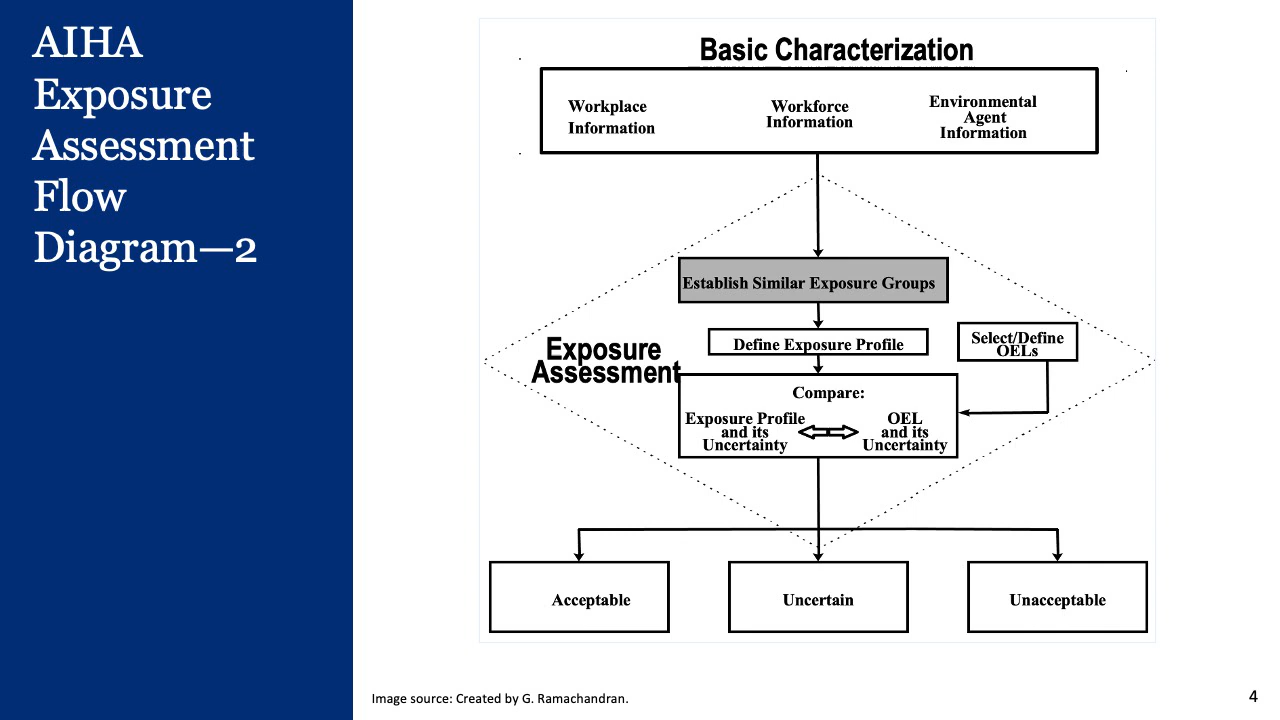 AIHA
Exposure
Assessment
Flow
Diagram—2
Basic Characterization
Workplace
Information
Workforce
Information
Environmental
Agent
Information
Establish Similar Exposure Groups
Define Exposure Profile
Select/Define
OELs
Exposure
Assessment
Compare:
Exposure Profile
and its
Uncertainty
OEL
and its
Uncertainty
Acceptable
Uncertain
Unacceptable
Image source: Created by G. Ramachandran.
4